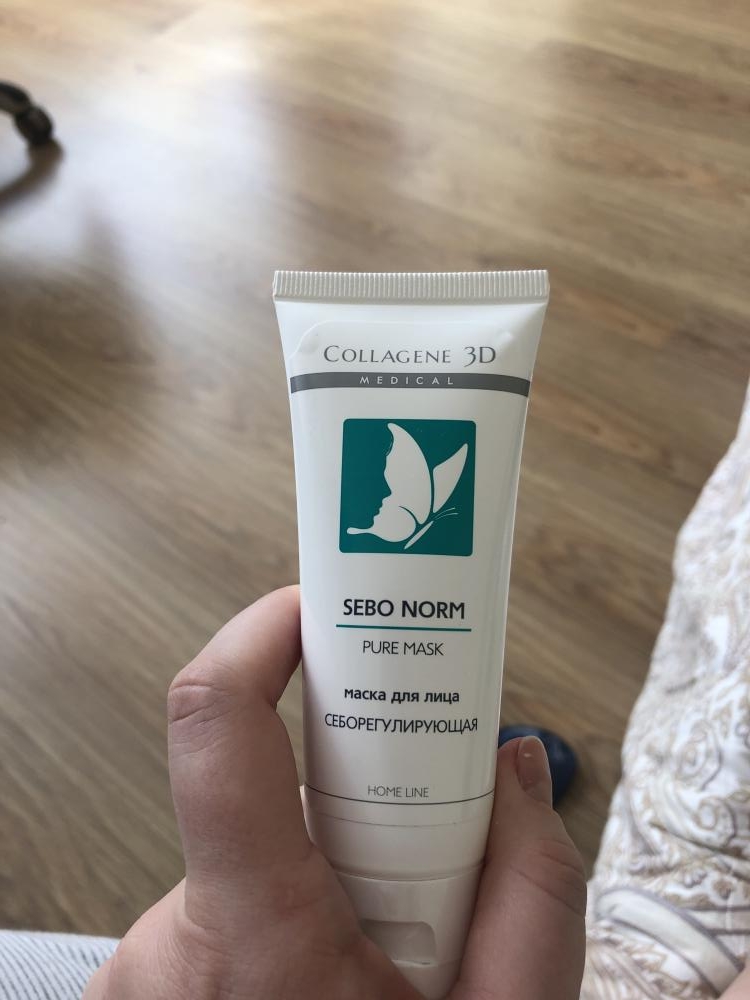 COLLAGENE 3D
MEDICAL
SEBO NORM
PURE MASK
маска для лица
СЕБОРЕГУЛИРУЮЩАЯ
HOME LINE